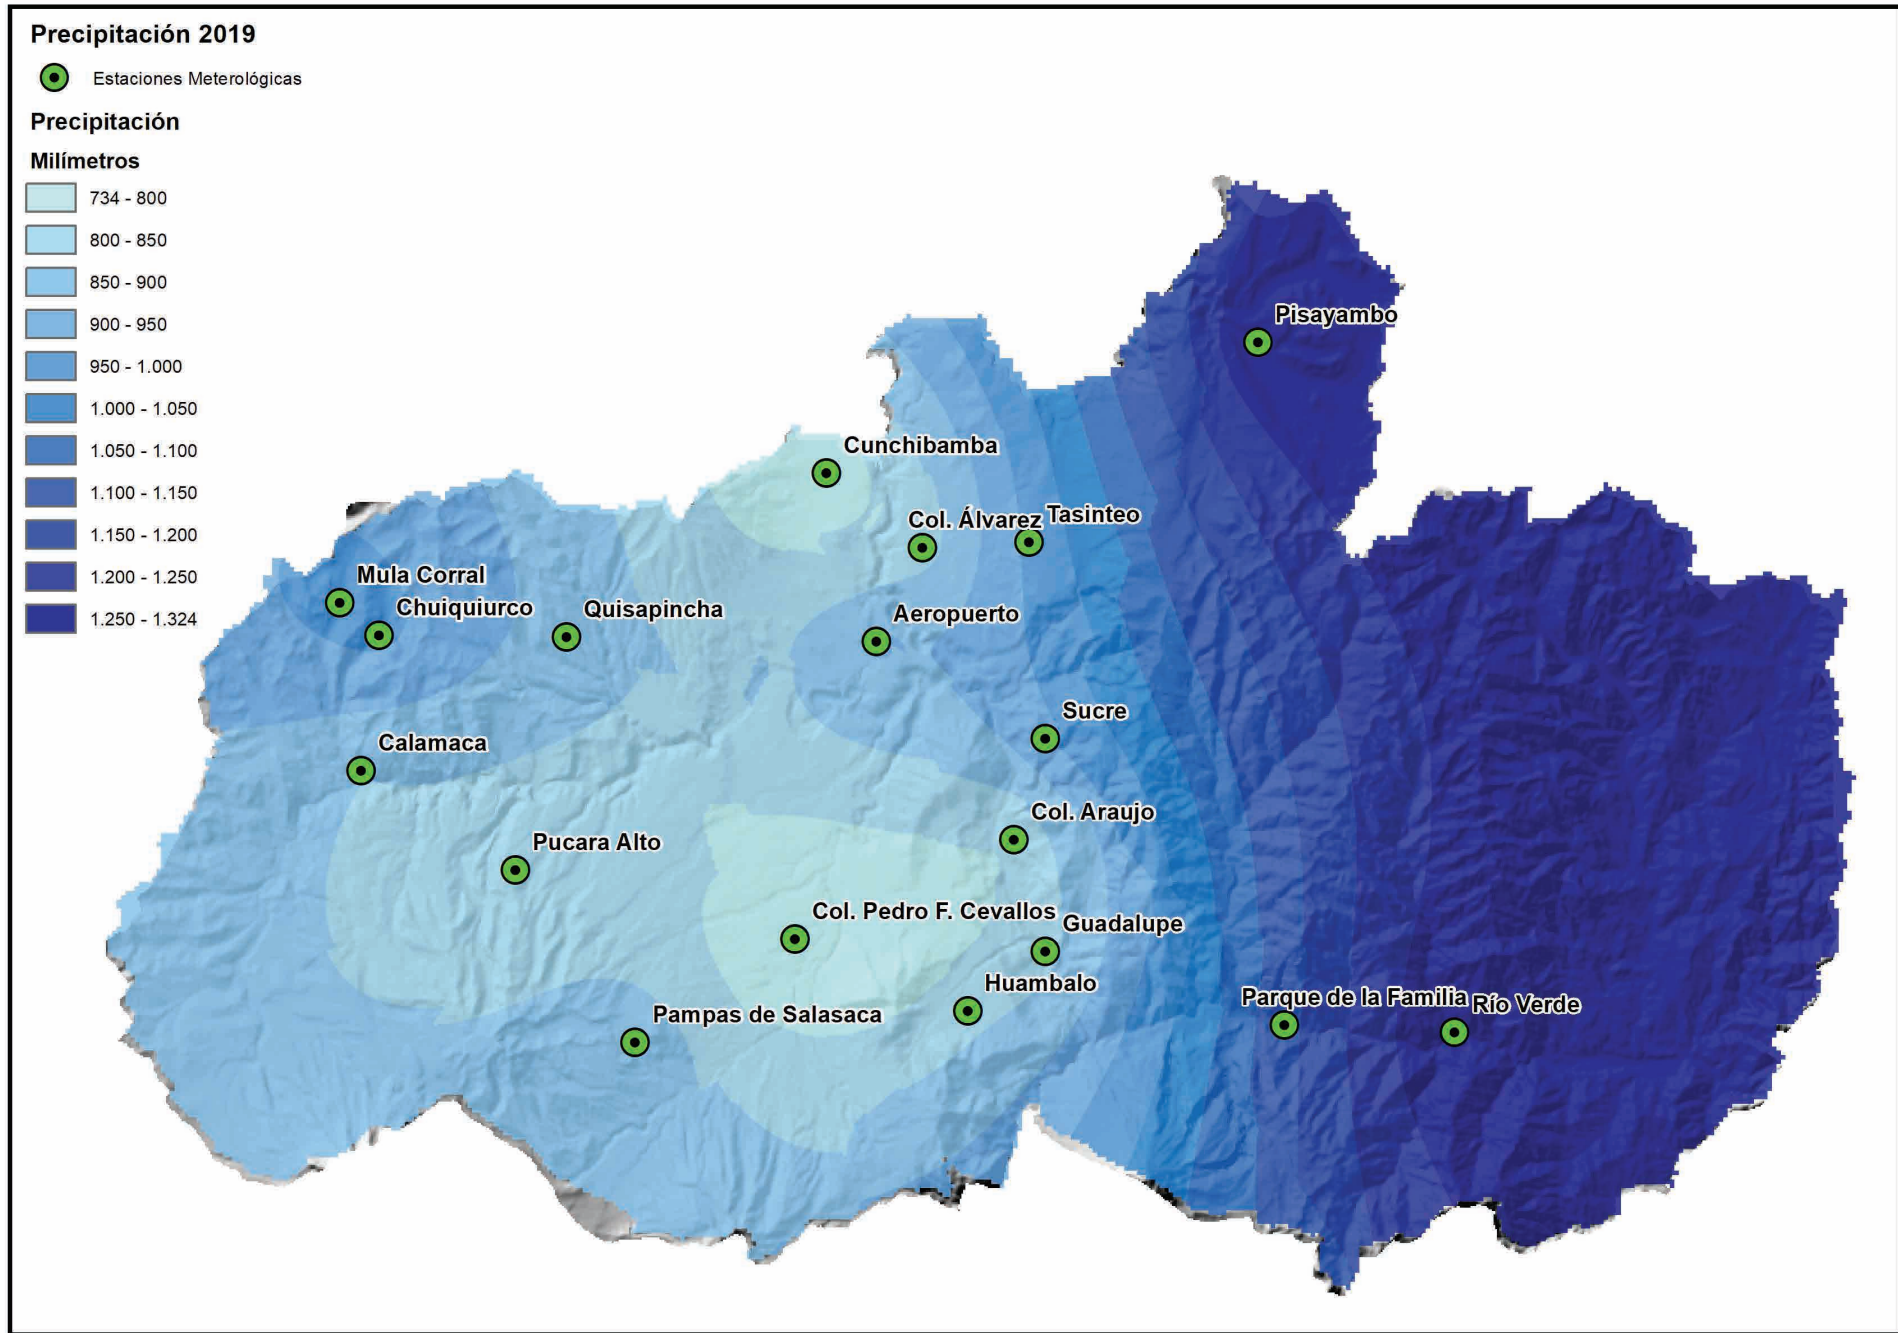 Precipitación 2019
Estaciones Meterológicas
Precipitación
Milímetros
734 - 800
800 - 850
850 - 900
900 - 950
950 - 1.000
1.000 - 1.050
1.050 - 1.100
1.100 - 1.150
1.150 - 1.200
1.200 - 1.250
1.250 - 1.324
Pisayambo
Cunchibamba
Col. Álvarez
Tasinteo
Mula Corral
Chuiquiurco
Quisapincha
Aeropuerto
Sucre
Calamaca
Col. Araujo
Pucara Alto
Col. Pedro F. Cevallos
Guadalupe
Huambalo
Parque de la Familia
Río Verde
Pampas de Salasaca